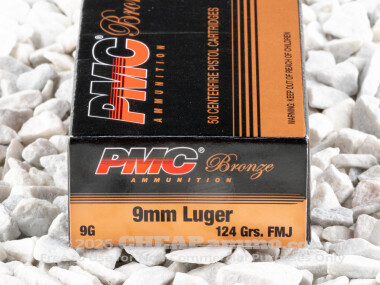 PMC Bronze
AMMUNITION
50 CENTERFIRE PISTOL CARTRIDGES
WARNING: KEEP OUT OF REACH OF CHILDREN
PMC Bronze
AMMUNITION
9mm Luger
9G 124 Grs. FMJ